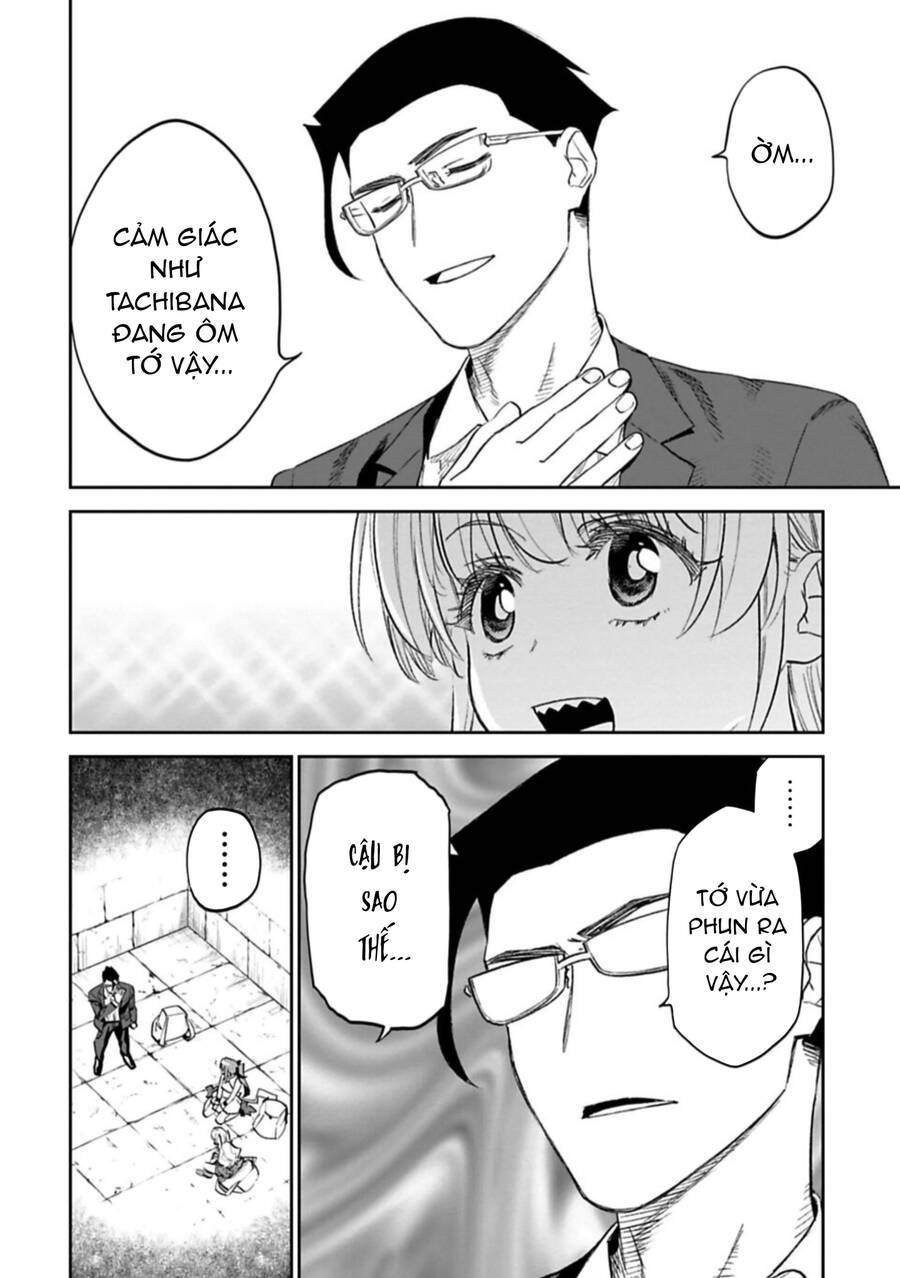 ỜM...
CẢM GIÁC
NHƯ
TACHIBANA
ĐANG ÔM
TỚ VẬY...
......
TỚ VỪA
PHUN RA
CÁI GÌ
VẬY...?
CẬU BỊ
SAO
THẾ...
.....